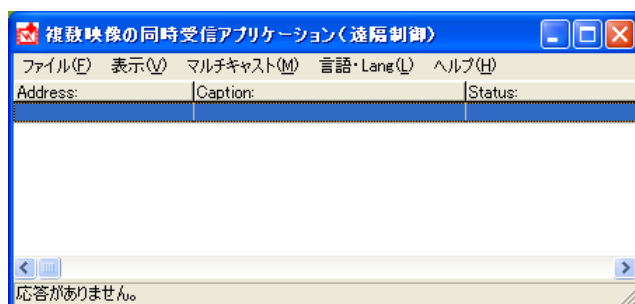 複数映像の同時受信アプリケーション(遠隔制御)
ファイル(F) 表示(V) マルチキャスト(M) 言語・Lang(L) ヘルプ(H)
Address: Caption: Status:
応答がありません。